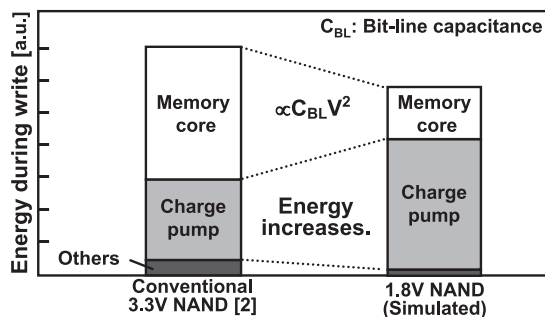 C_BL: Bit-line capacitance
Energy during write [a.u.]
Memory
core
∝C_BLV²
Memory
core
Charge
pump
Energy
increases.
Charge
pump
Others
Conventional
3.3V NAND [2]
1.8V NAND
(Simulated)